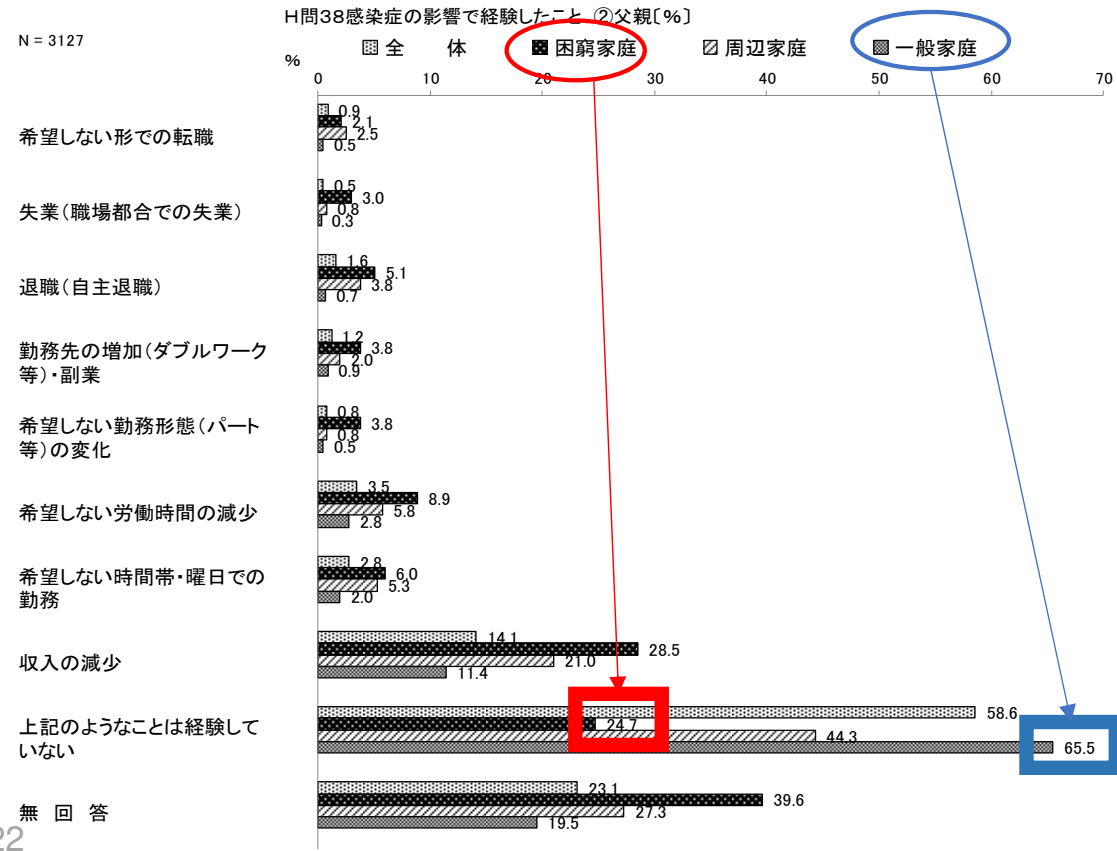 H問38感染症の影響で経験したこと ②父親〔%〕
N = 3127
全 体 困窮家庭 周辺家庭 一般家庭
%
0 10 20 30 40 50 60 70
希望しない形での転職
0.9
2.1
2.5
0.5
失業(職場都合での失業)
0.5
3.0
0.8
0.3
退職(自主退職)
1.6
5.1
3.8
0.7
勤務先の増加(ダブルワーク
等)・副業
1.2
3.8
2.0
0.9
希望しない勤務形態(パート
等)の変化
0.8
3.8
0.8
0.5
希望しない労働時間の減少
3.5
8.9
5.8
2.8
希望しない時間帯・曜日での
勤務
2.8
6.0
5.3
2.0
収入の減少
14.1
28.5
21.0
11.4
上記のようなことは経験して
いない
58.6
24.7
44.3
65.5
無 回 答
23.1
39.6
27.3
19.5
22